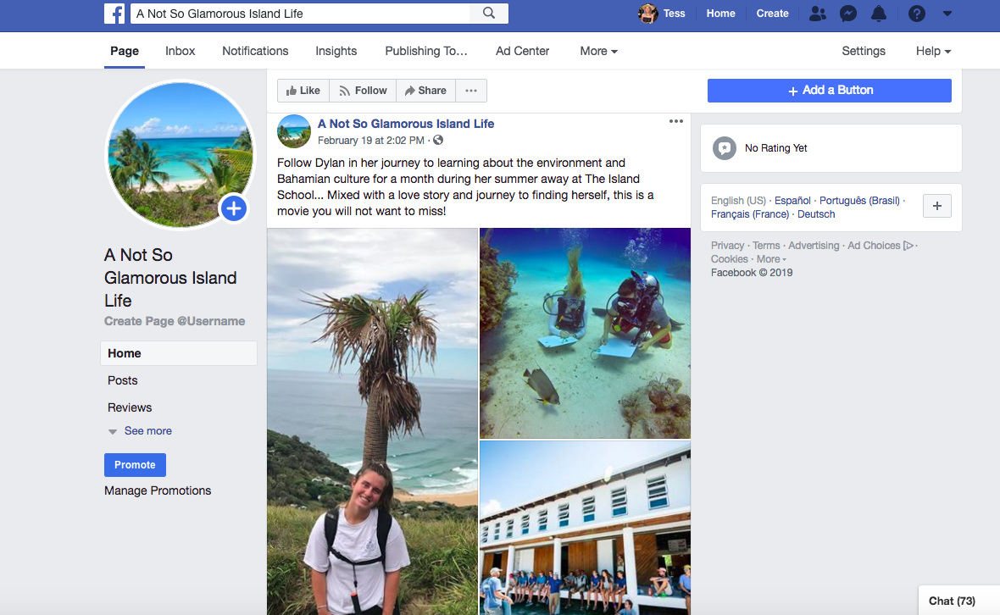 A Not So Glamorous Island Life
Tess
Home
Create
Page
Inbox
Notifications
Insights
Publishing To...
Ad Center
More
Settings
Help
A Not So
Glamorous Island
Life
Create Page @Username
Home
Posts
Reviews
See more
Promote
Manage Promotions
Like
Follow
Share
+ Add a Button
A Not So Glamorous Island Life
February 19 at 2:02 PM ·
Follow Dylan in her journey to learning about the environment and
Bahamian culture for a month during her summer away at The Island
School... Mixed with a love story and journey to finding herself, this is a
movie you will not want to miss!
No Rating Yet
English (US) · Español · Português (Brasil) ·
Français (France) · Deutsch
Privacy · Terms · Advertising · Ad Choices ·
Cookies · More
Facebook © 2019
Chat (73)